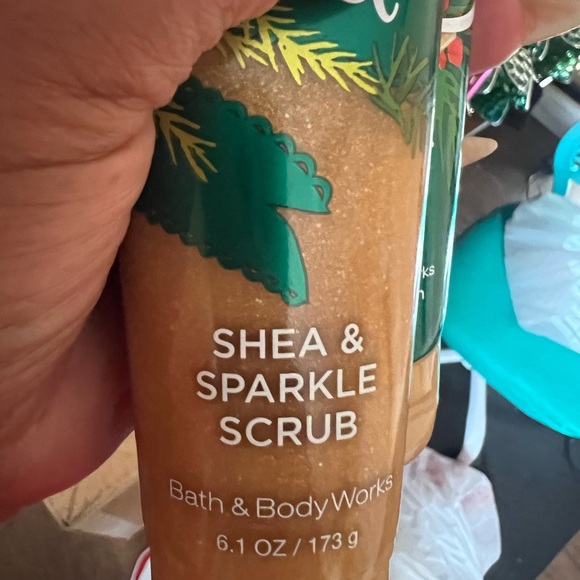 SHEA &
SPARKLE
SCRUB
Bath & Body Works
6.1 OZ / 173 g